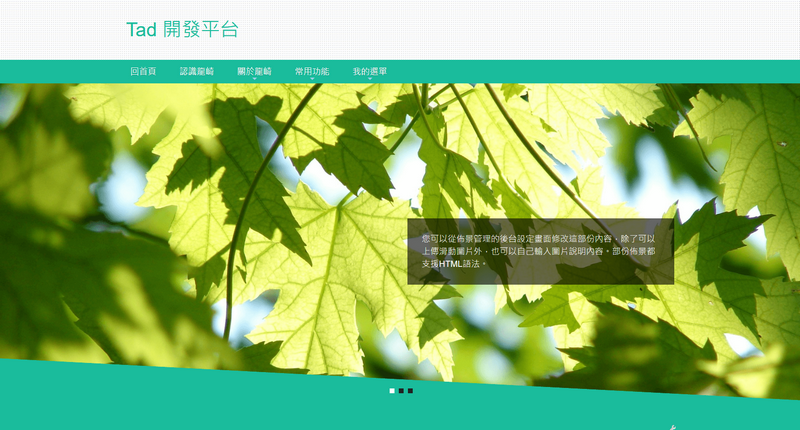 Tad 開發平台
回首頁 認識龍崎 關於龍崎 常用功能 我的選單
您可以從佈景管理的後台設定畫面修改這部份內容，除了可以
上傳滑動圖片外，也可以自己輸入圖片說明內容。部份佈景都
支援HTML語法。